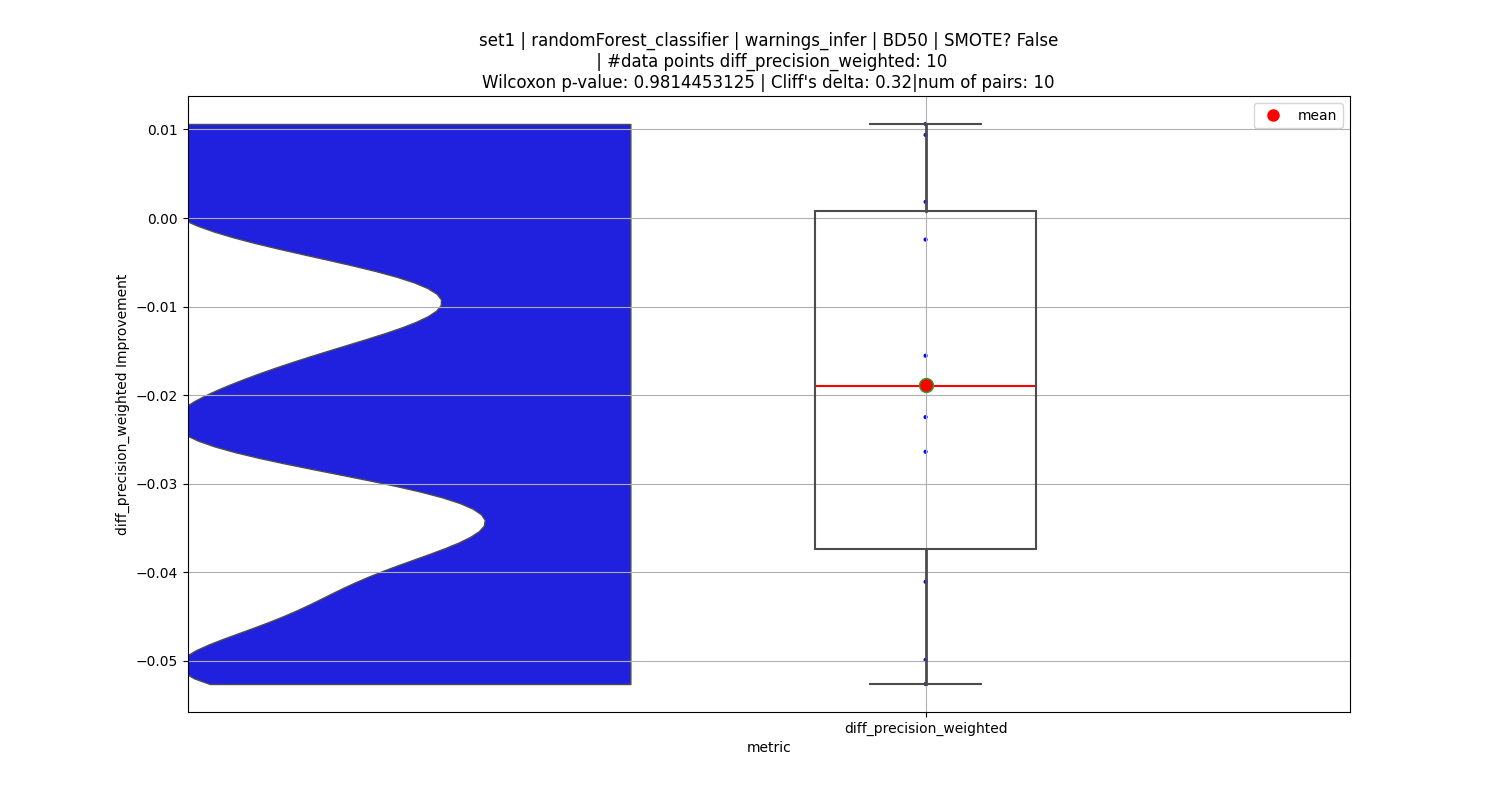 set1 | randomForest_classifier | warnings_infer | BD50 | SMOTE? False
| #data points diff_precision_weighted: 10
Wilcoxon p-value: 0.9814453125 | Cliff's delta: 0.32|num of pairs: 10
mean
0.01
0.00
−0.01
−0.02
−0.03
−0.04
−0.05
diff_precision_weighted Improvement
diff_precision_weighted
metric